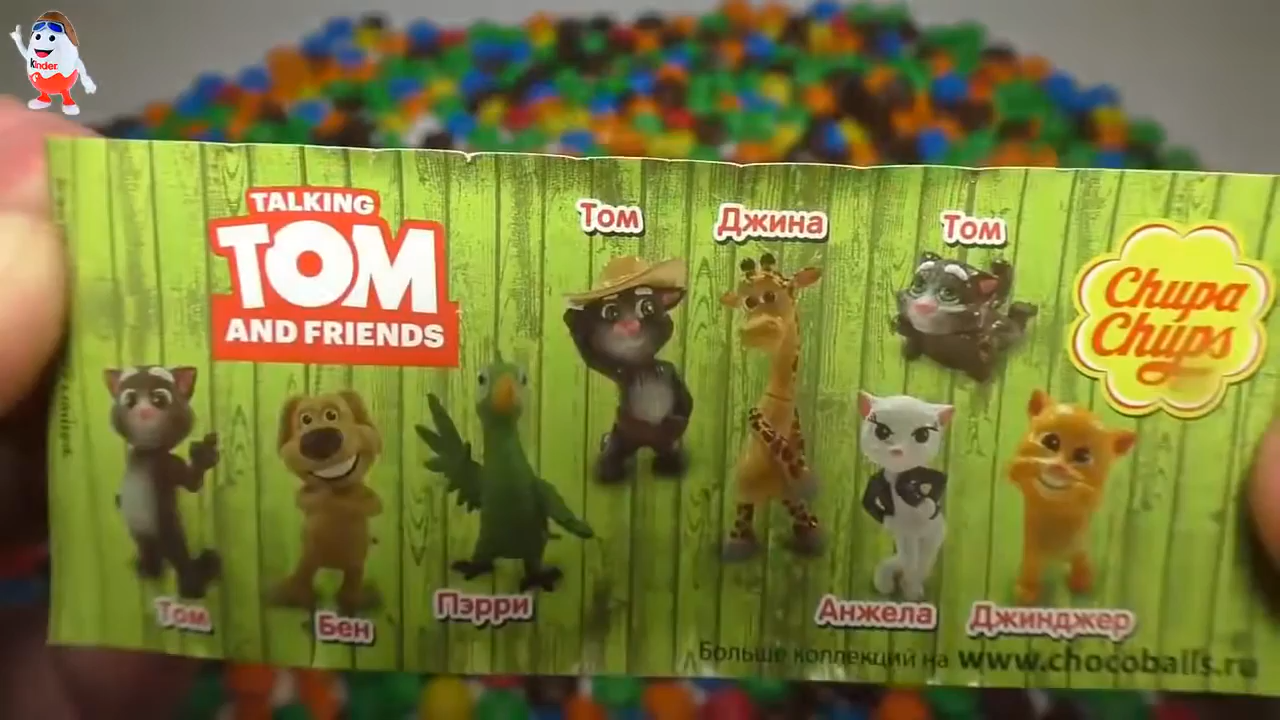 kinder
TALKING
TOM
AND FRIENDS
Том
Джина
Том
Chupa
Chups
Том
Бен
Пэрри
Анжела
Джинджер
Больше коллекций на www.chocoballs.ru